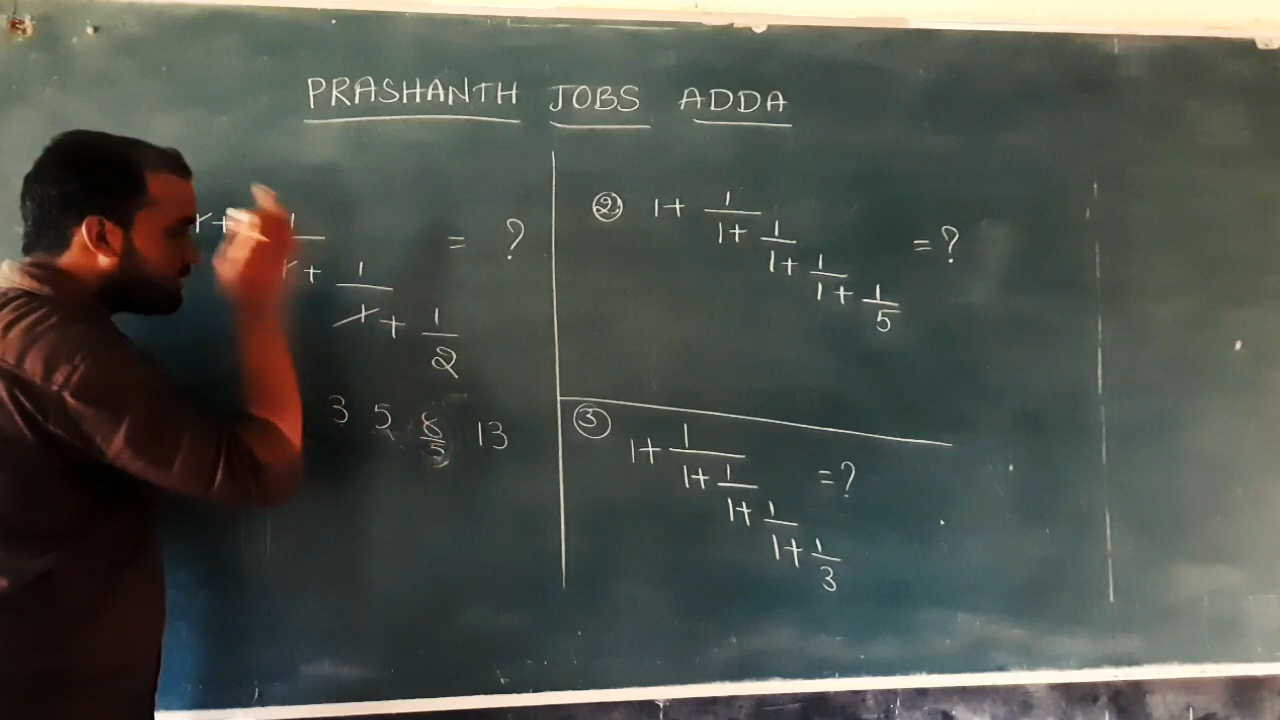 PRASHANTH JOBS ADDA
1 + 1/(1 + 1/(1 + 1/2)) = ?
3 5 8/5 13
② 1 + 1/(1 + 1/(1 + 1/(1 + 1/5))) = ?
③ 1 + 1/(1 + 1/(1 + 1/(1 + 1/3))) = ?